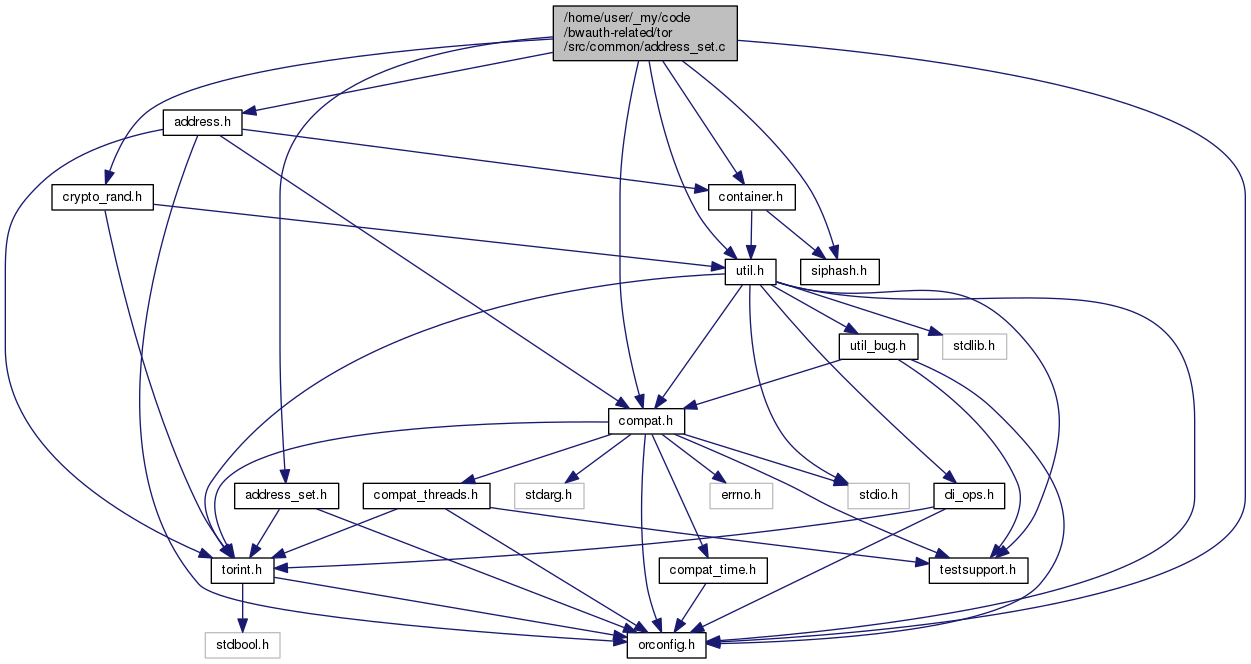 /home/user/_my/code
/bwauth-related/tor
/src/common/address_set.c
address.h
crypto_rand.h
container.h
util.h
siphash.h
util_bug.h
stdlib.h
compat.h
address_set.h
compat_threads.h
stdarg.h
errno.h
stdio.h
di_ops.h
torint.h
compat_time.h
testsupport.h
stdbool.h
orconfig.h